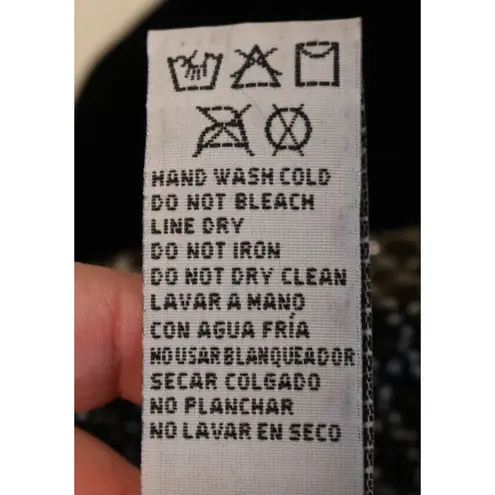 HAND WASH COLD
DO NOT BLEACH
LINE DRY
DO NOT IRON
DO NOT DRY CLEAN
LAVAR A MANO
CON AGUA FRÍA
NO USAR BLANQUEADOR
SECAR COLGADO
NO PLANCHAR
NO LAVAR EN SECO